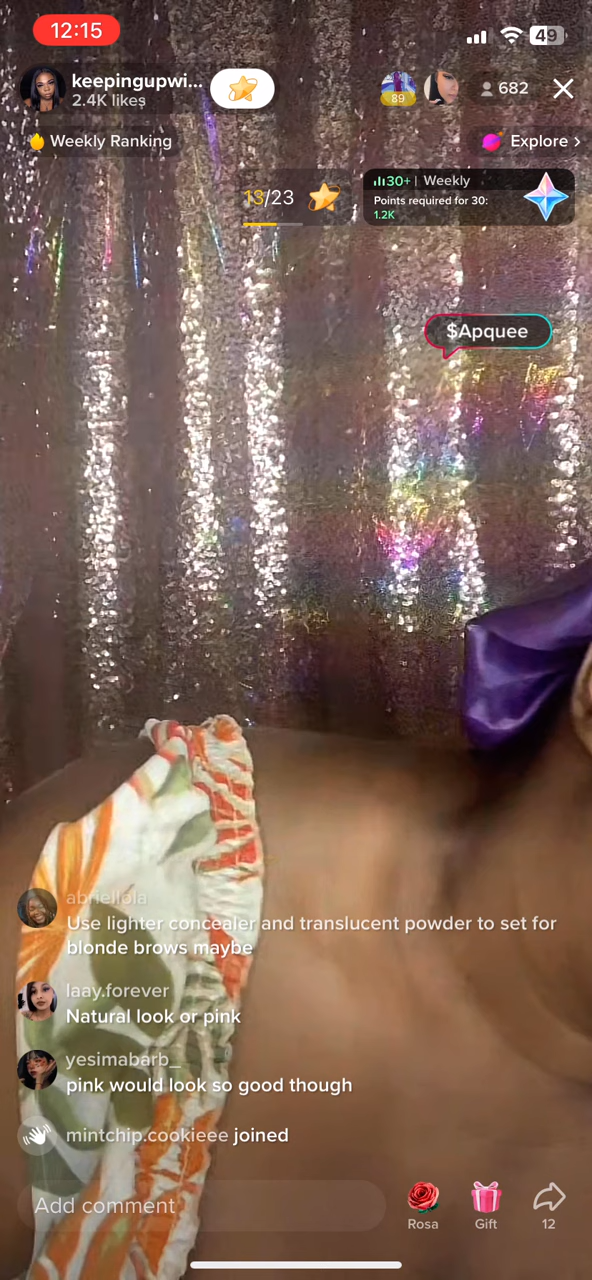 12:15
49
keepingupwi...
2.4K likes
89
682
Weekly Ranking
Explore >
13/23
30+ | Weekly
Points required for 30:
1.2K
$Apquee
abriellola
Use lighter concealer and translucent powder to set for
blonde brows maybe
laay.forever
Natural look or pink
yesimabarb_
pink would look so good though
mintchip.cookieee joined
Add comment
Rosa
Gift
12